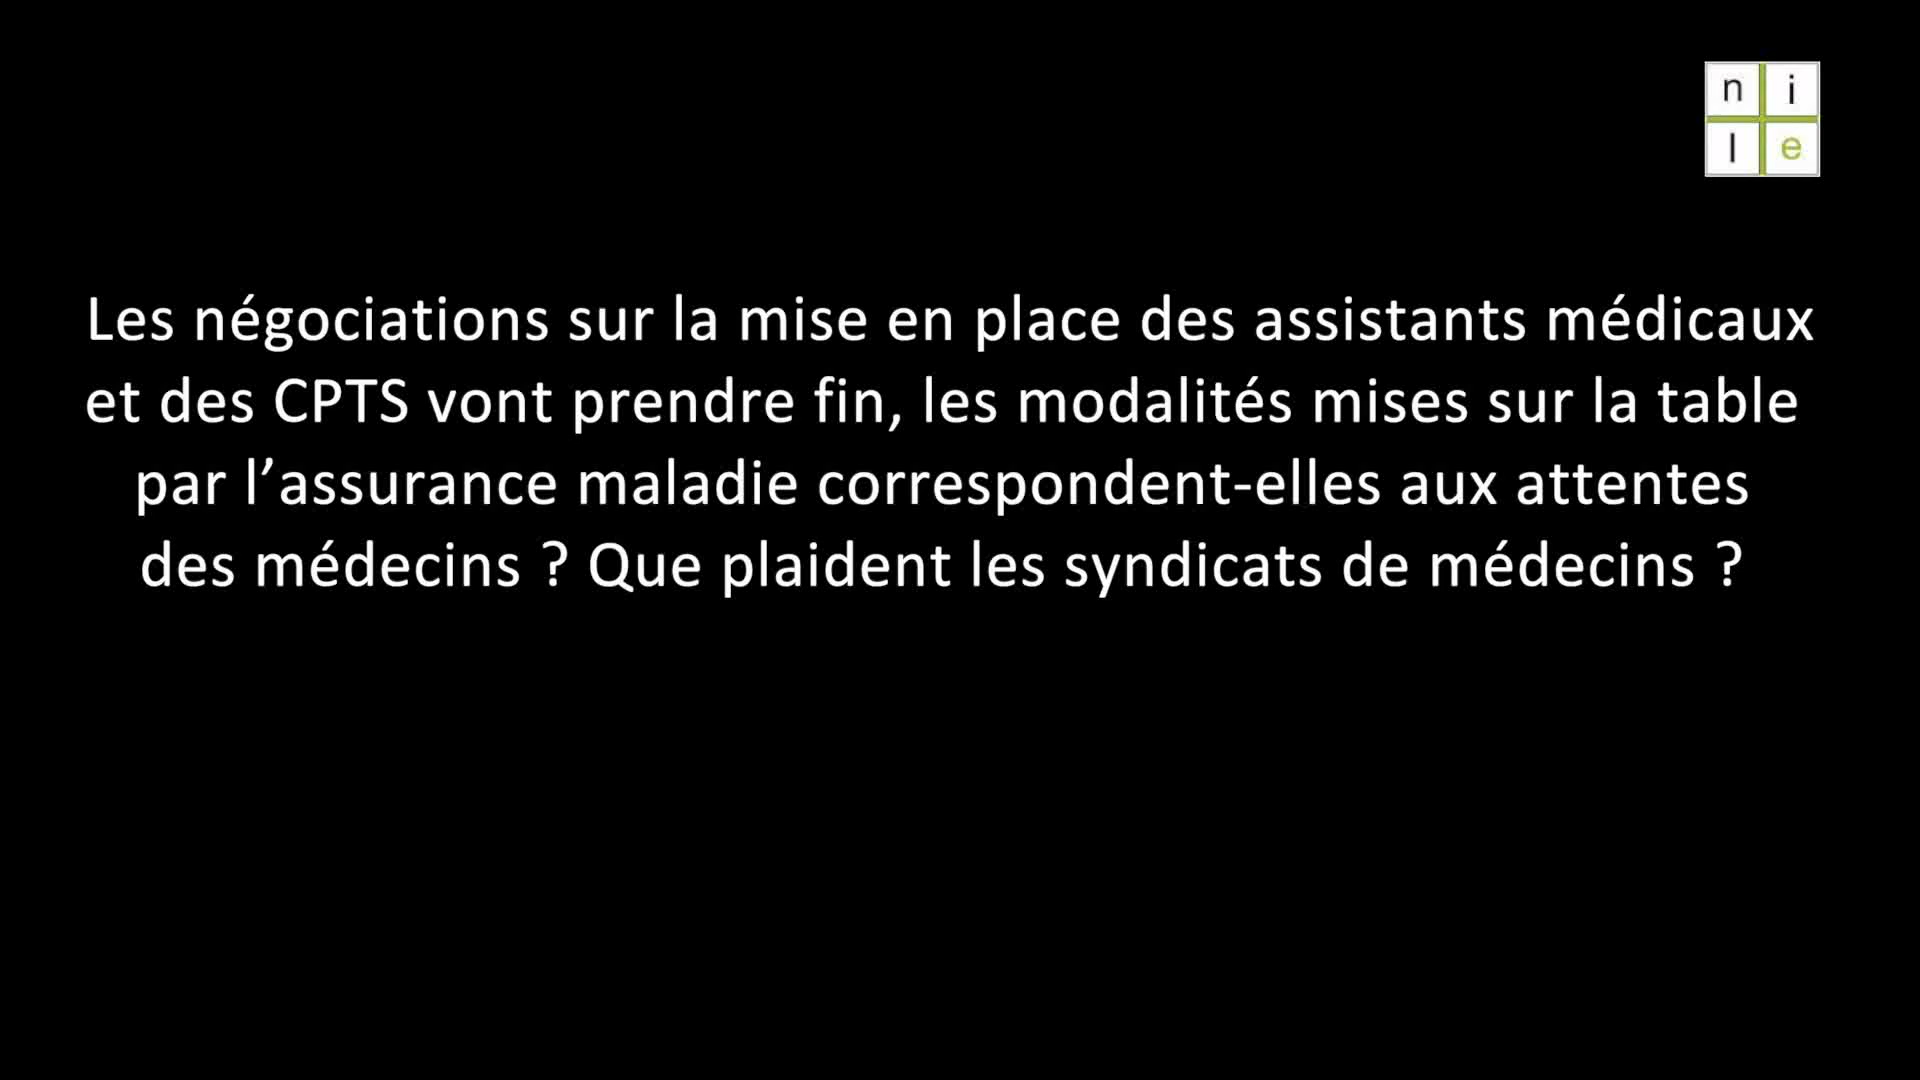 n i
l e
Les négociations sur la mise en place des assistants médicaux
et des CPTS vont prendre fin, les modalités mises sur la table
par l’assurance maladie correspondent-elles aux attentes
des médecins ? Que plaident les syndicats de médecins ?